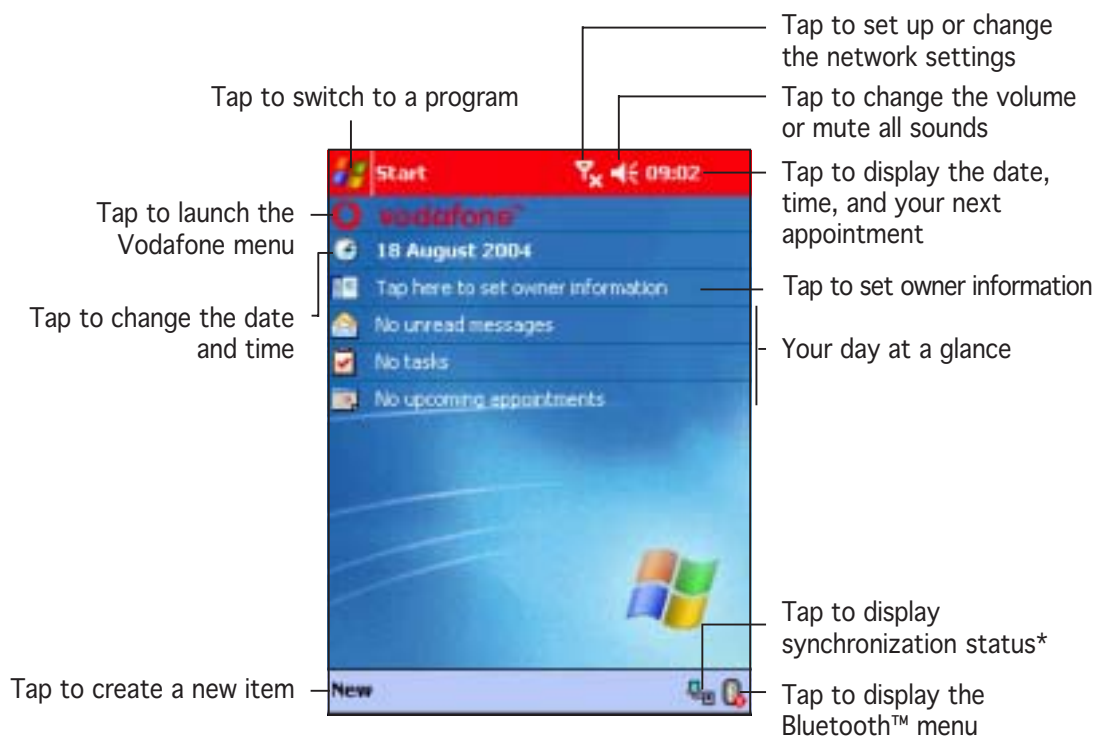 Tap to set up or change
the network settings
Tap to switch to a program
Tap to change the volume
or mute all sounds
Start
09:02
Tap to display the date,
time, and your next
appointment
Tap to launch the
Vodafone menu
vodafone™
18 August 2004
Tap here to set owner information
Tap to set owner information
Tap to change the date
and time
No unread messages
No tasks
No upcoming appointments
Your day at a glance
Tap to display
synchronization status*
Tap to create a new item
New
Tap to display the
Bluetooth™ menu